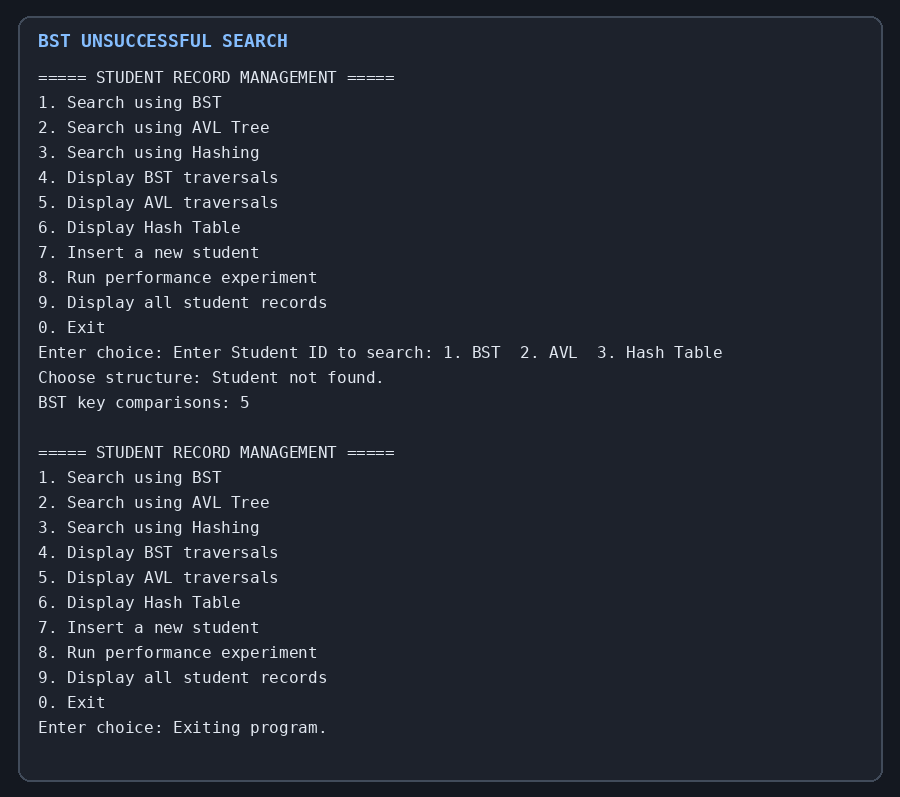 BST UNSUCCESSFUL SEARCH
===== STUDENT RECORD MANAGEMENT =====
1. Search using BST
2. Search using AVL Tree
3. Search using Hashing
4. Display BST traversals
5. Display AVL traversals
6. Display Hash Table
7. Insert a new student
8. Run performance experiment
9. Display all student records
0. Exit
Enter choice: Enter Student ID to search: 1. BST  2. AVL  3. Hash Table
Choose structure: Student not found.
BST key comparisons: 5
===== STUDENT RECORD MANAGEMENT =====
1. Search using BST
2. Search using AVL Tree
3. Search using Hashing
4. Display BST traversals
5. Display AVL traversals
6. Display Hash Table
7. Insert a new student
8. Run performance experiment
9. Display all student records
0. Exit
Enter choice: Exiting program.